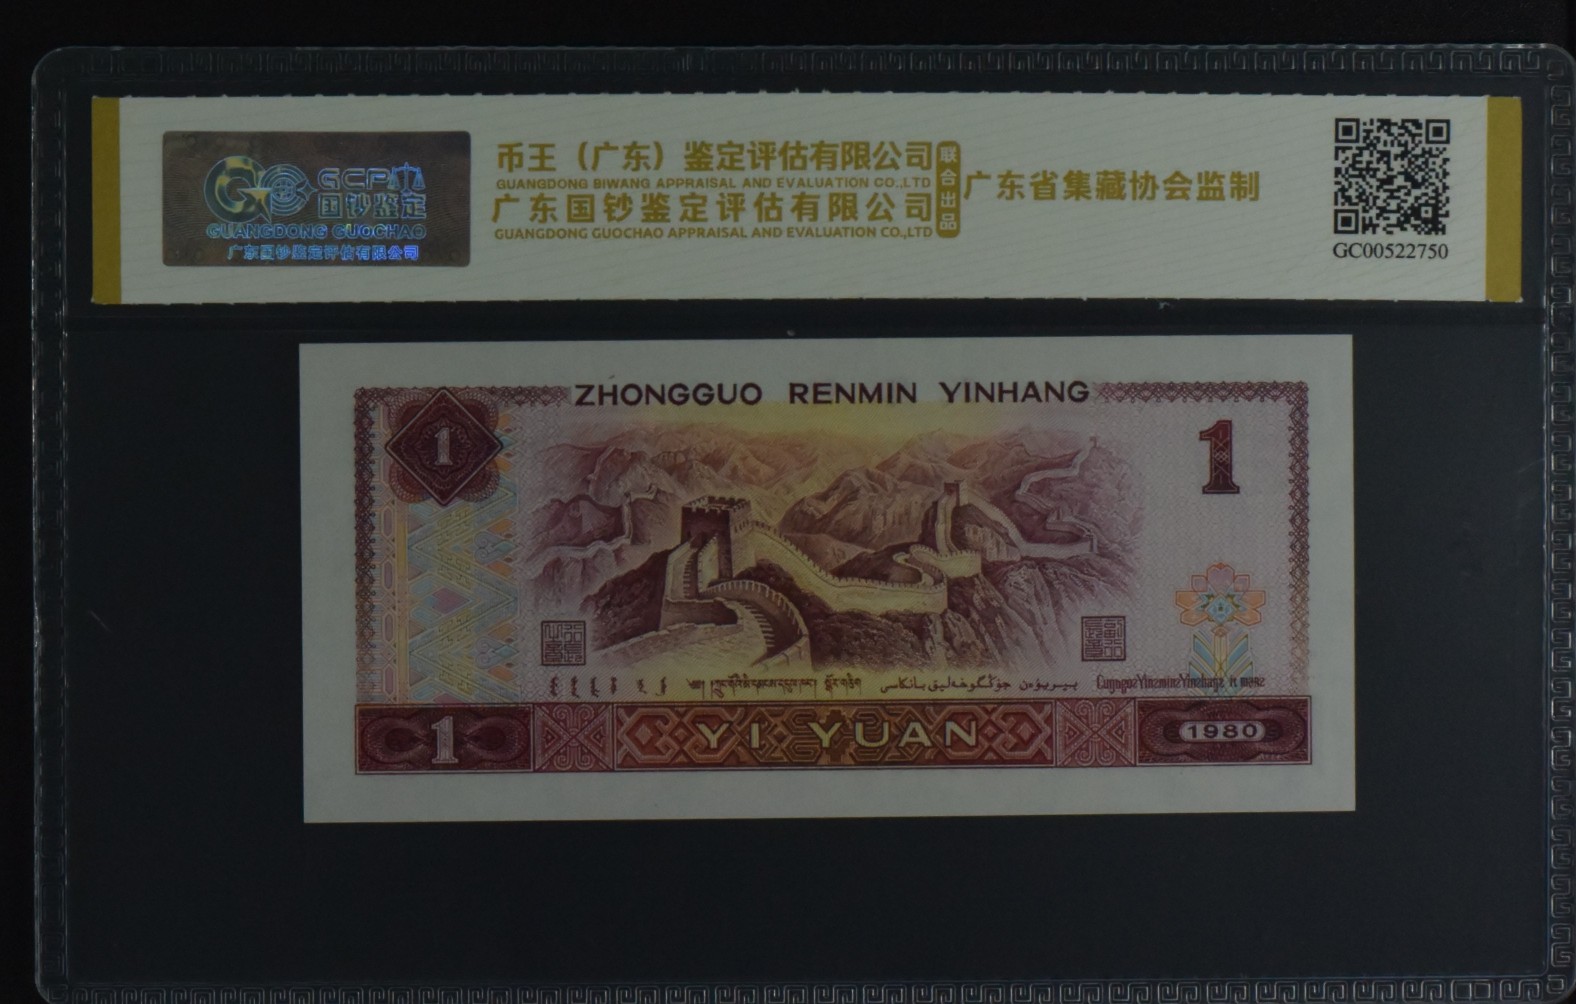 GCP
国钞鉴定
GUANGDONG GUOCHAO
广东国钞鉴定评估有限公司
币王（广东）鉴定评估有限公司
GUANGDONG BIWANG APPRAISAL AND EVALUATION CO.,LTD
广东国钞鉴定评估有限公司
GUANGDONG GUOCHAO APPRAISAL AND EVALUATION CO.,LTD
联合出品
广东省集藏协会监制
GC00522750
ZHONGGUO RENMIN YINHANG
1
1
1
YI YUAN
1980